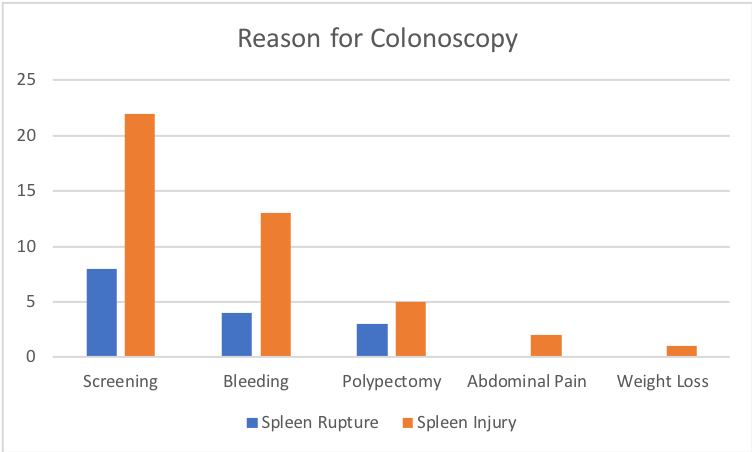 Reason for Colonoscopy
25
20
15
10
5
0
Screening Bleeding Polypectomy Abdominal Pain Weight Loss
Spleen Rupture Spleen Injury